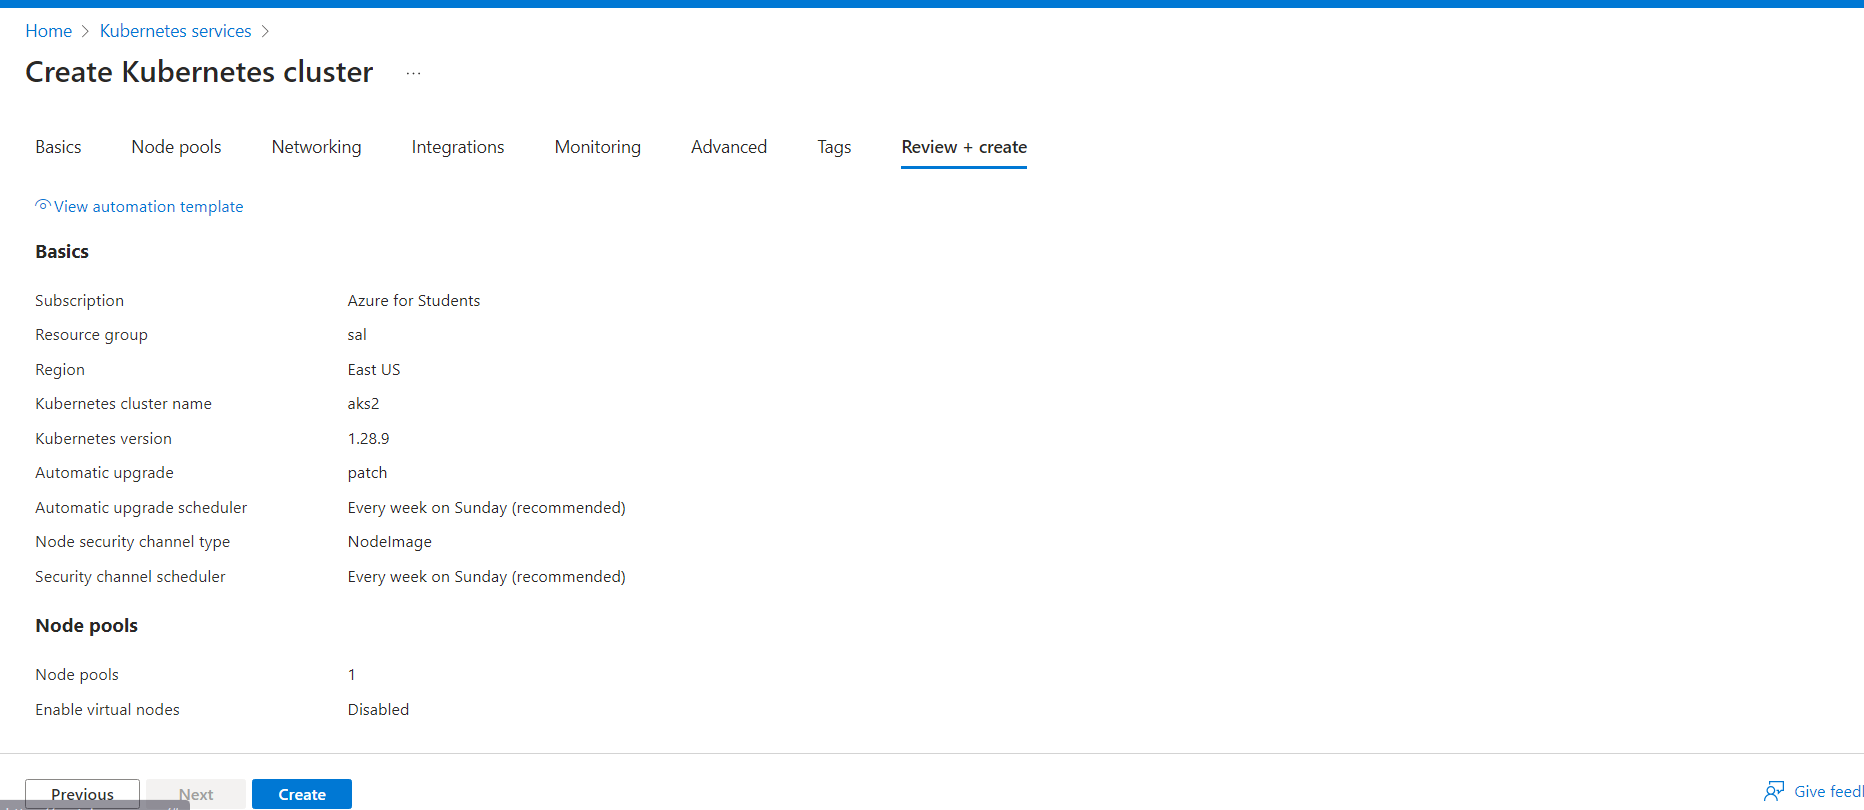 Home > Kubernetes services >
Create Kubernetes cluster ...
Basics Node pools Networking Integrations Monitoring Advanced Tags Review + create
View automation template
Basics
Subscription Azure for Students
Resource group sal
Region East US
Kubernetes cluster name aks2
Kubernetes version 1.28.9
Automatic upgrade patch
Automatic upgrade scheduler Every week on Sunday (recommended)
Node security channel type NodeImage
Security channel scheduler Every week on Sunday (recommended)
Node pools
Node pools 1
Enable virtual nodes Disabled
Previous Next Create Give feed